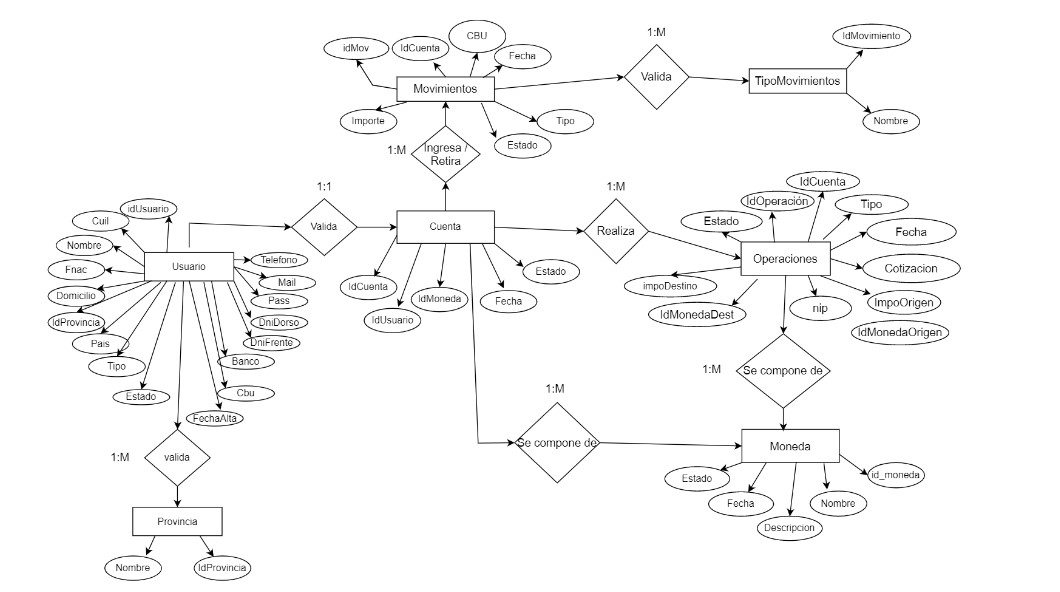 1:M
idMov
IdCuenta
CBU
Fecha
IdMovimiento
Movimientos
Valida
TipoMovimientos
Importe
Estado
Tipo
Nombre
1:M
Ingresa /
Retira
1:1
1:M
Valida
Cuenta
Realiza
IdCuenta
IdUsuario
IdMoneda
Fecha
Estado
idUsuario
Cuil
Nombre
Fnac
Domicilio
IdProvincia
Pais
Tipo
Estado
Usuario
Telefono
Mail
Pass
DniDorso
DniFrente
Banco
Cbu
FechaAlta
IdCuenta
IdOperación
Estado
Tipo
Fecha
Operaciones
Cotizacion
impoDestino
IdMonedaDest
nip
ImpoOrigen
IdMonedaOrigen
1:M
Se compone de
1:M
Se compone de
1:M
valida
Provincia
Nombre
IdProvincia
Moneda
Estado
Fecha
Descripcion
Nombre
id_moneda